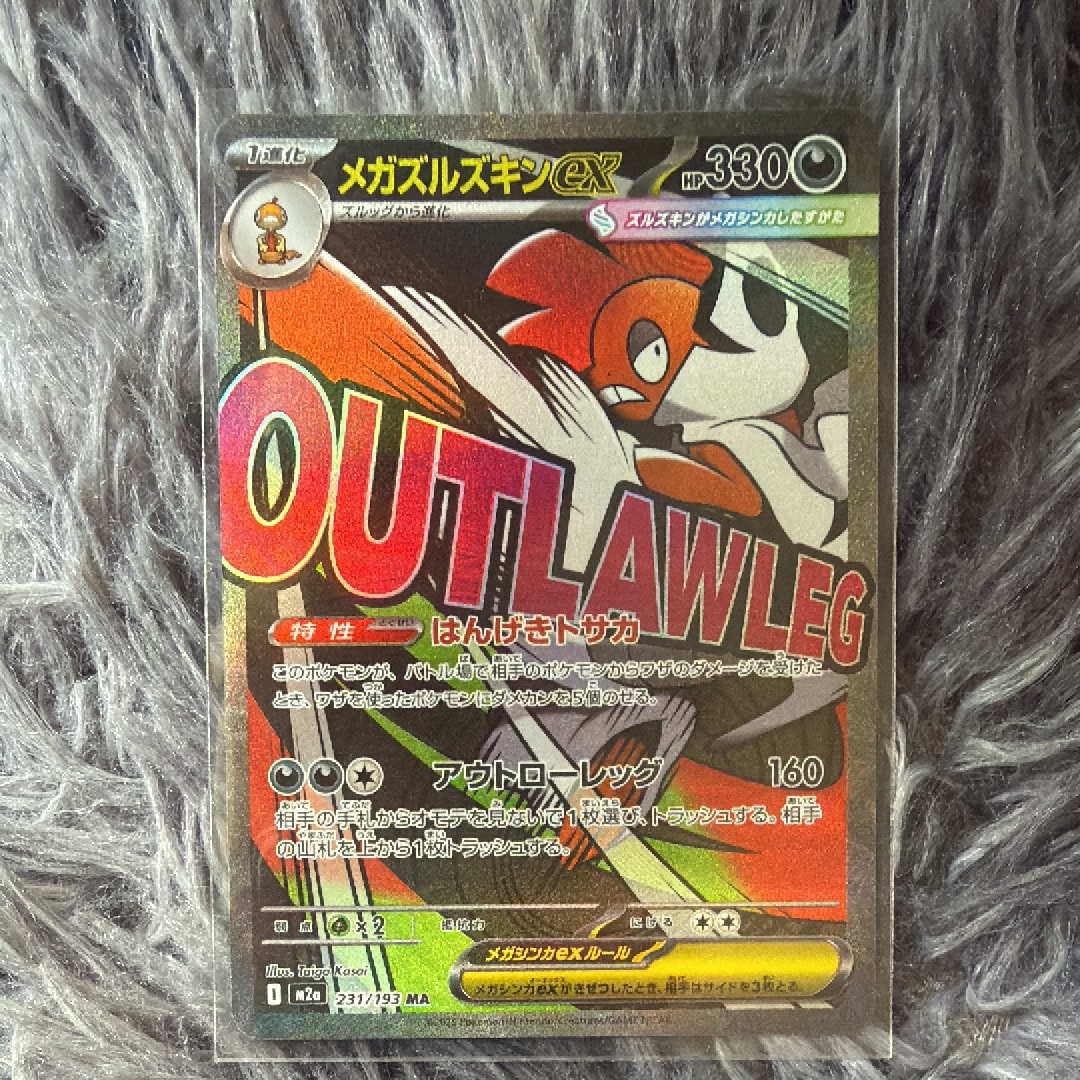 1進化
メガズルズキンex
HP330
ズルッグから進化
ズルズキンがメガシンカしたすがた
OUTLAW LEG
特性 はんげきトサカ
このポケモンが、バトル場で相手のポケモンからワザのダメージを受けた
とき、ワザを使ったポケモンにダメカンを5個のせる。
アウトローレッグ 160
相手の手札からオモテを見ないで1枚選び、トラッシュする。相手
の山札を上から1枚トラッシュする。
弱点 ×2 抵抗力 にげる
メガシンカexルール
メガシンカexがきぜつしたとき、相手はサイドを3枚とる。
Illus. Taiga Kasai
M2a 231/193 MA